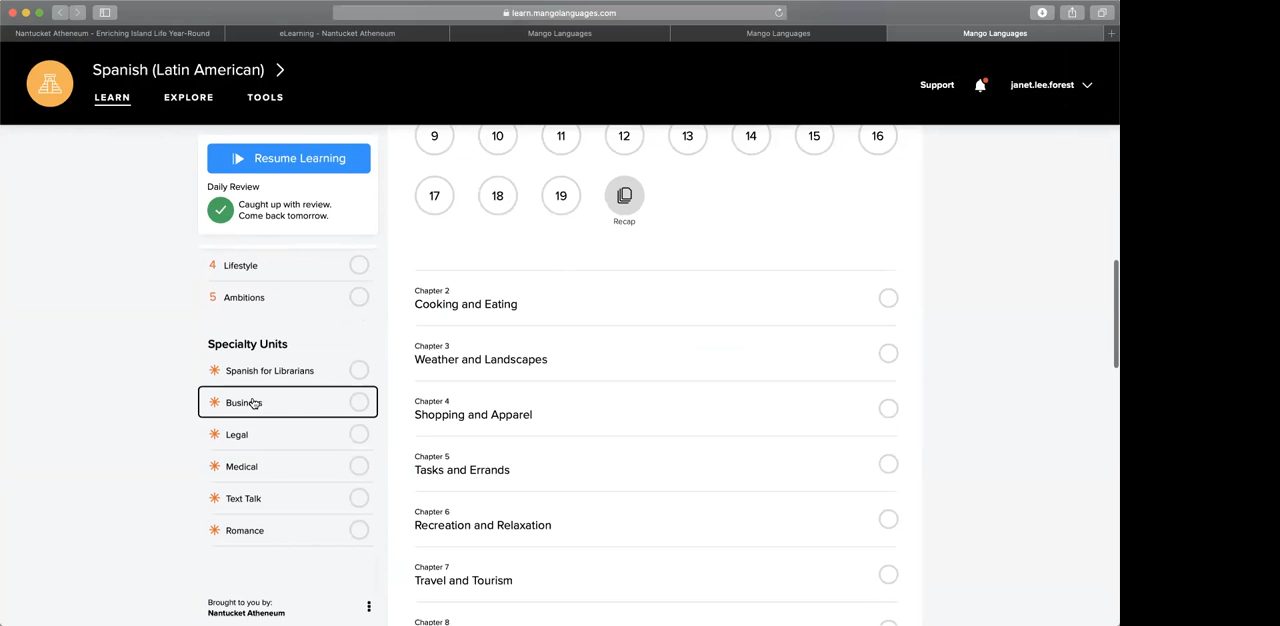 learn.mangolanguages.com
Nantucket Atheneum - Enriching Island Life Year-Round
eLearning - Nantucket Atheneum
Mango Languages
Mango Languages
Mango Languages
Spanish (Latin American)
LEARN
EXPLORE
TOOLS
Support
janet.lee.forest
Resume Learning
Daily Review
Caught up with review.
Come back tomorrow.
4 Lifestyle
5 Ambitions
Specialty Units
Spanish for Librarians
Business
Legal
Medical
Text Talk
Romance
Brought to you by:
Nantucket Atheneum
9 10 11 12 13 14 15 16
17 18 19
Recap
Chapter 2
Cooking and Eating
Chapter 3
Weather and Landscapes
Chapter 4
Shopping and Apparel
Chapter 5
Tasks and Errands
Chapter 6
Recreation and Relaxation
Chapter 7
Travel and Tourism
Chapter 8